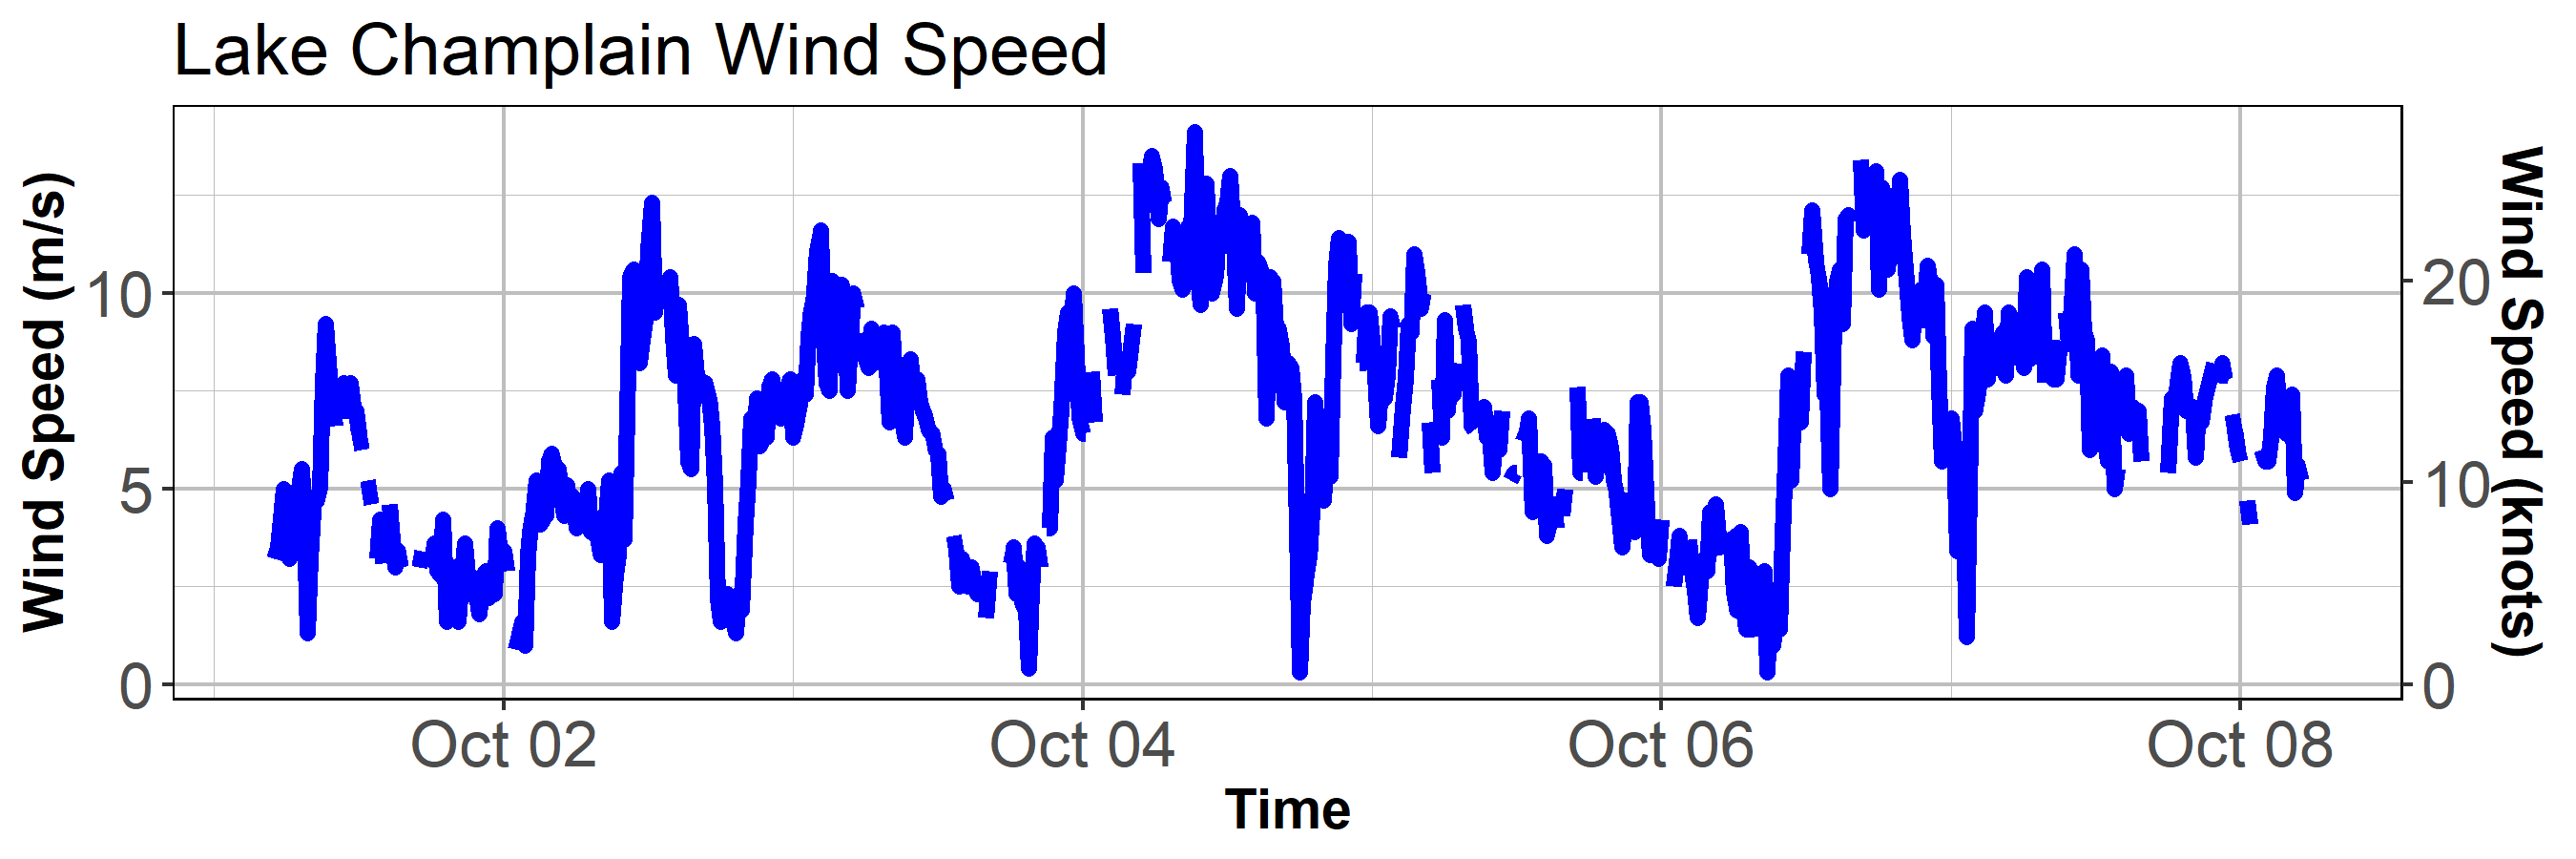 Lake Champlain Wind Speed
Wind Speed (m/s)
10
5
0
20
10
0
Wind Speed (knots)
Oct 02
Oct 04
Oct 06
Oct 08
Time